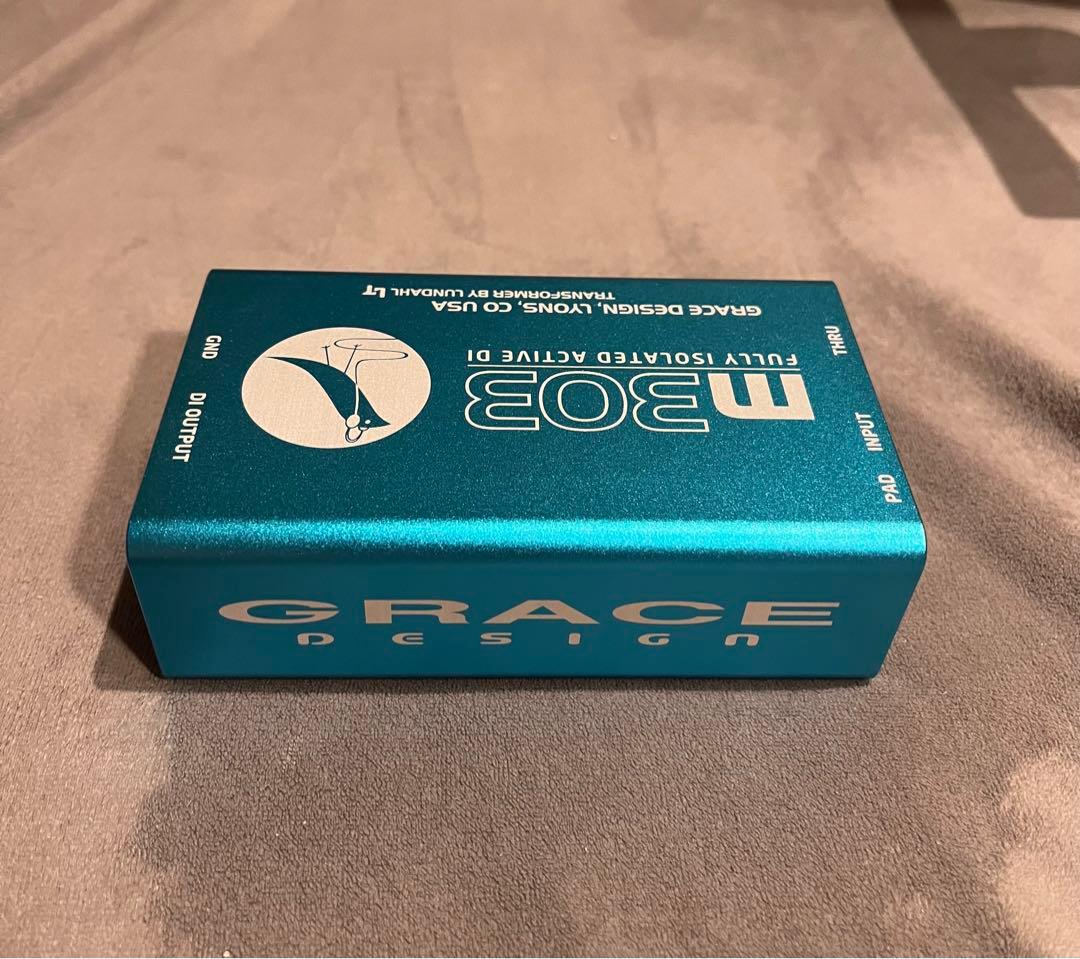 m303
FULLY ISOLATED ACTIVE DI
GRACE DESIGN, LYONS, CO USA
TRANSFORMER BY LUNDAHL LT
PAD
INPUT
THRU
DI OUTPUT
GND
GRACE
DESIGN